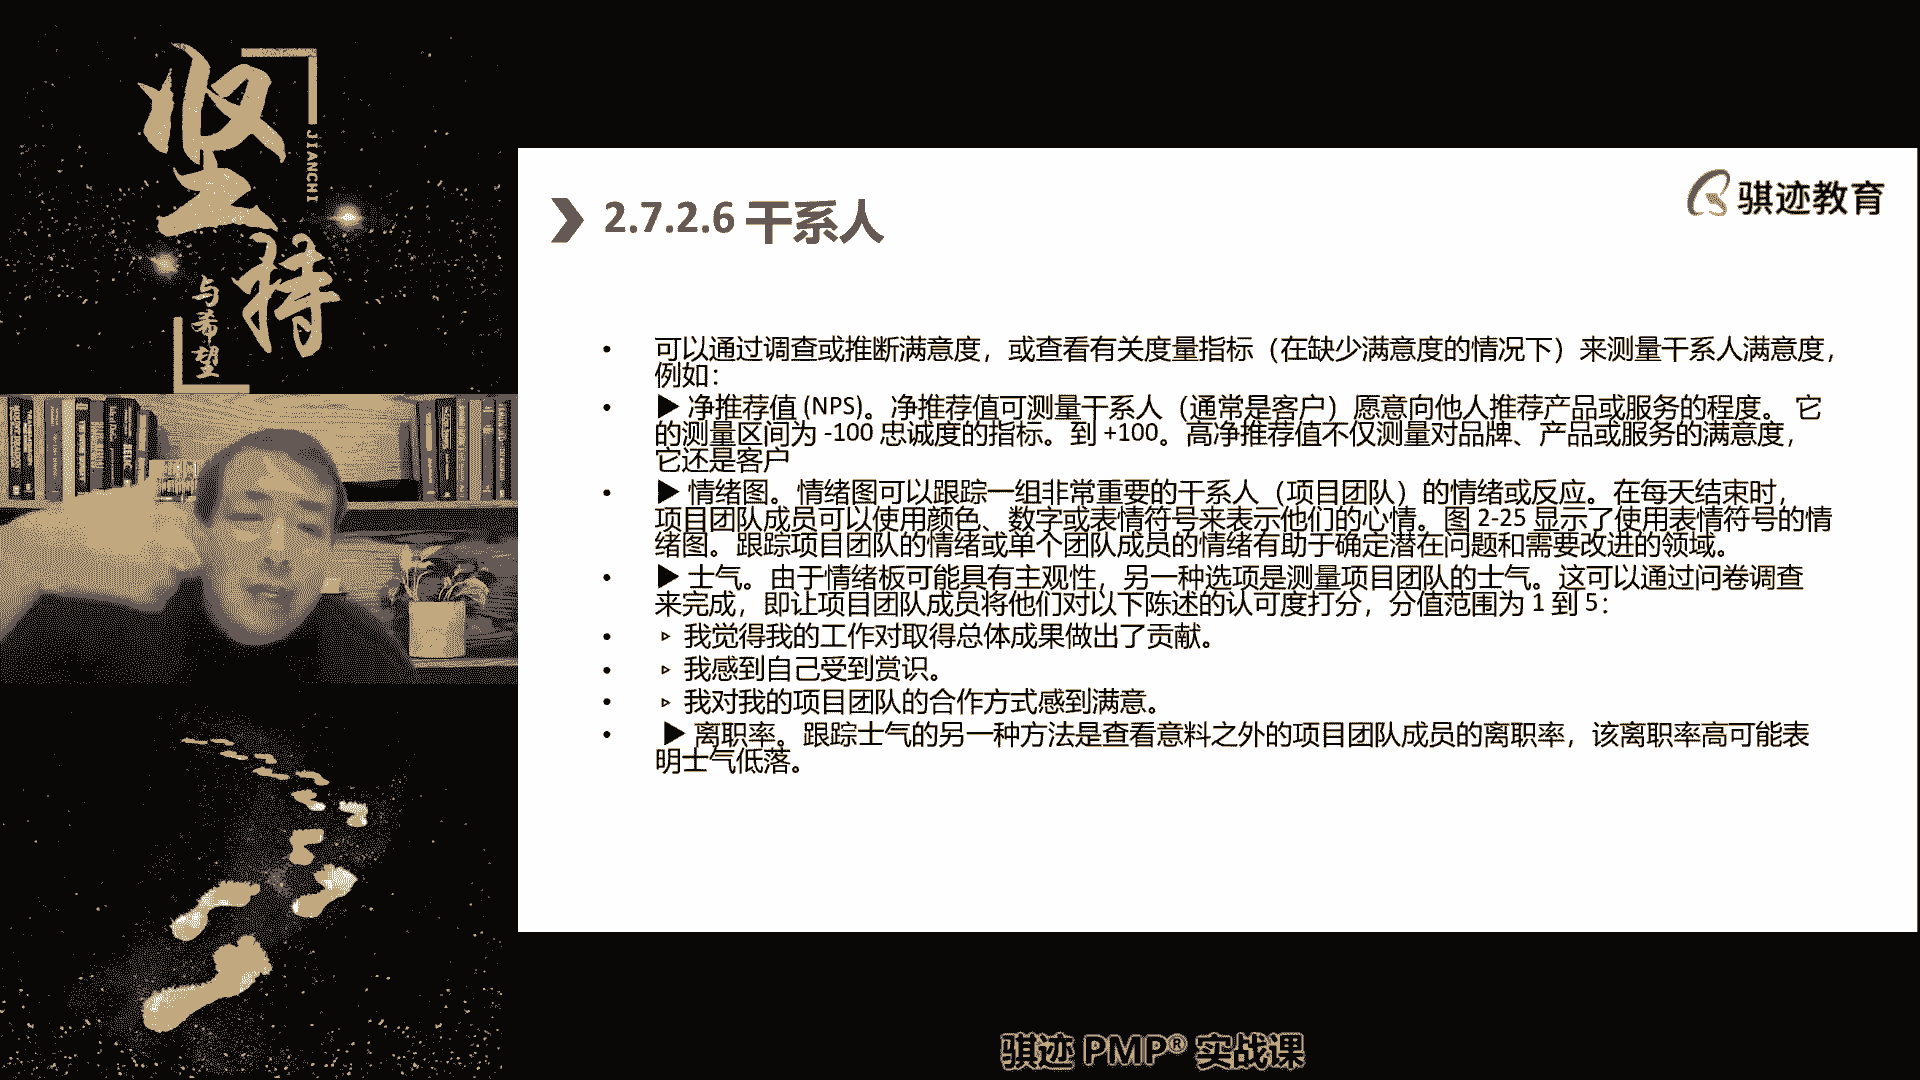 坚持
JIANCHI
与希望
骐迹教育
2.7.2.6 干系人
• 可以通过调查或推断满意度，或查看有关度量指标（在缺少满意度的情况下）来测量干系人满意度，
例如：
• ▶ 净推荐值 (NPS)。净推荐值可测量干系人（通常是客户）愿意向他人推荐产品或服务的程度。 它
的测量区间为 -100 忠诚度的指标。到 +100。高净推荐值不仅测量对品牌、产品或服务的满意度，
它还是客户
• ▶ 情绪图。情绪图可以跟踪一组非常重要的干系人（项目团队）的情绪或反应。在每天结束时，
项目团队成员可以使用颜色、数字或表情符号来表示他们的心情。图 2-25 显示了使用表情符号的情
绪图。跟踪项目团队的情绪或单个团队成员的情绪有助于确定潜在问题和需要改进的领域。
• ▶ 士气。由于情绪板可能具有主观性，另一种选项是测量项目团队的士气。这可以通过问卷调查
来完成，即让项目团队成员将他们对以下陈述的认可度打分，分值范围为 1 到 5：
• ▹ 我觉得我的工作对取得总体成果做出了贡献。
• ▹ 我感到自己受到赏识。
• ▹ 我对我的项目团队的合作方式感到满意。
• ▶ 离职率。跟踪士气的另一种方法是查看意料之外的项目团队成员的离职率，该离职率高可能表
明士气低落。
骐迹 PMP® 实战课